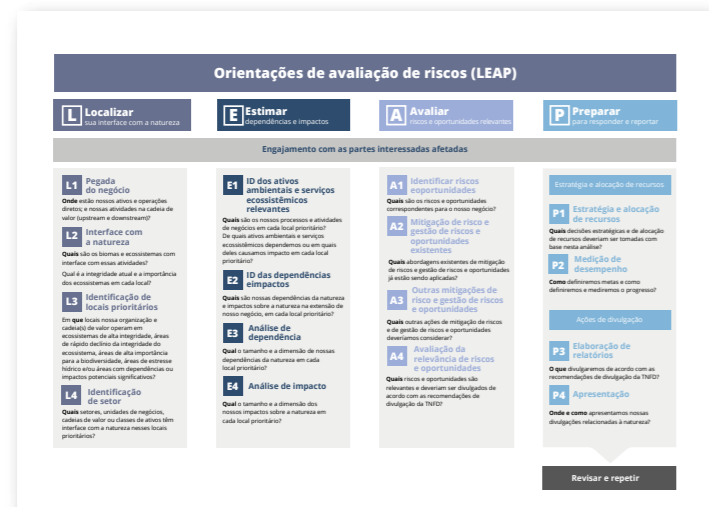 Orientações de avaliação de riscos (LEAP)
L Localizar
sua interface com a natureza
E Estimar
dependências e impactos
A Avaliar
riscos e oportunidades relevantes
P Preparar
para responder e reportar
Engajamento com as partes interessadas afetadas
L1 Pegada
do negócio
Onde estão nossos ativos e operações
diretos; e nossas atividades na cadeia de
valor (upstream e downstream)?
L2 Interface com
a natureza
Quais são os biomas e ecossistemas com
interface com essas atividades?
Qual é a integridade atual e a importância
dos ecossistemas em cada local?
L3 Identificação de
locais prioritários
Em que locais nossa organização e
cadeia(s) de valor operam em
ecossistemas de alta integridade, áreas
de rápido declínio da integridade do
ecossistema, áreas de alta importância
para a biodiversidade, áreas de estresse
hídrico e/ou áreas com dependências ou
impactos potenciais significativos?
L4 Identificação
de setor
Quais setores, unidades de negócios,
cadeias de valor ou classes de ativos têm
interface com a natureza nesses locais
prioritários?
E1 ID dos ativos
ambientais e serviços
ecossistêmicos
relevantes
Quais são os nossos processos e atividades
de negócios em cada local prioritário?
De quais ativos ambientais e serviços
ecossistêmicos dependemos ou em quais
deles causamos impacto em cada local
prioritário?
E2 ID das dependências
eimpactos
Quais são nossas dependências da natureza
e impactos sobre a natureza na extensão de
nosso negócio, em cada local prioritário?
E3 Análise de
dependência
Qual o tamanho e a dimensão de nossas
dependências da natureza em cada
local prioritário?
E4 Análise de impacto
Qual o tamanho e a dimensão dos
nossos impactos sobre a natureza em
cada local prioritário?
A1 Identificar riscos
eoportunidades
Quais são os riscos e oportunidades
correspondentes para o nosso negócio?
A2 Mitigação de risco e
gestão de riscos e
oportunidades
existentes
Quais abordagens existentes de mitigação
de riscos e gestão de riscos e oportunidades
já estão sendo aplicadas?
A3 Outras mitigações de
risco e gestão de riscos
e oportunidades
Quais outras ações de mitigação de riscos
e de gestão de riscos e oportunidades
deveríamos considerar?
A4 Avaliação da
relevância de riscos
e oportunidades
Quais riscos e oportunidades são
relevantes e deveriam ser divulgados de
acordo com as recomendações de
divulgação da TNFD?
Estratégia e alocação de recursos
P1 Estratégia e alocação
de recursos
Quais decisões estratégicas e de alocação
de recursos deveriam ser tomadas com
base nesta análise?
P2 Medição de
desempenho
Como definiremos metas e como
definiremos e mediremos o progresso?
Ações de divulgação
P3 Elaboração de
relatórios
O que divulgaremos de acordo com as
recomendações de divulgação da TNFD?
P4 Apresentação
Onde e como apresentamos nossas
divulgações relacionadas à natureza?
Revisar e repetir